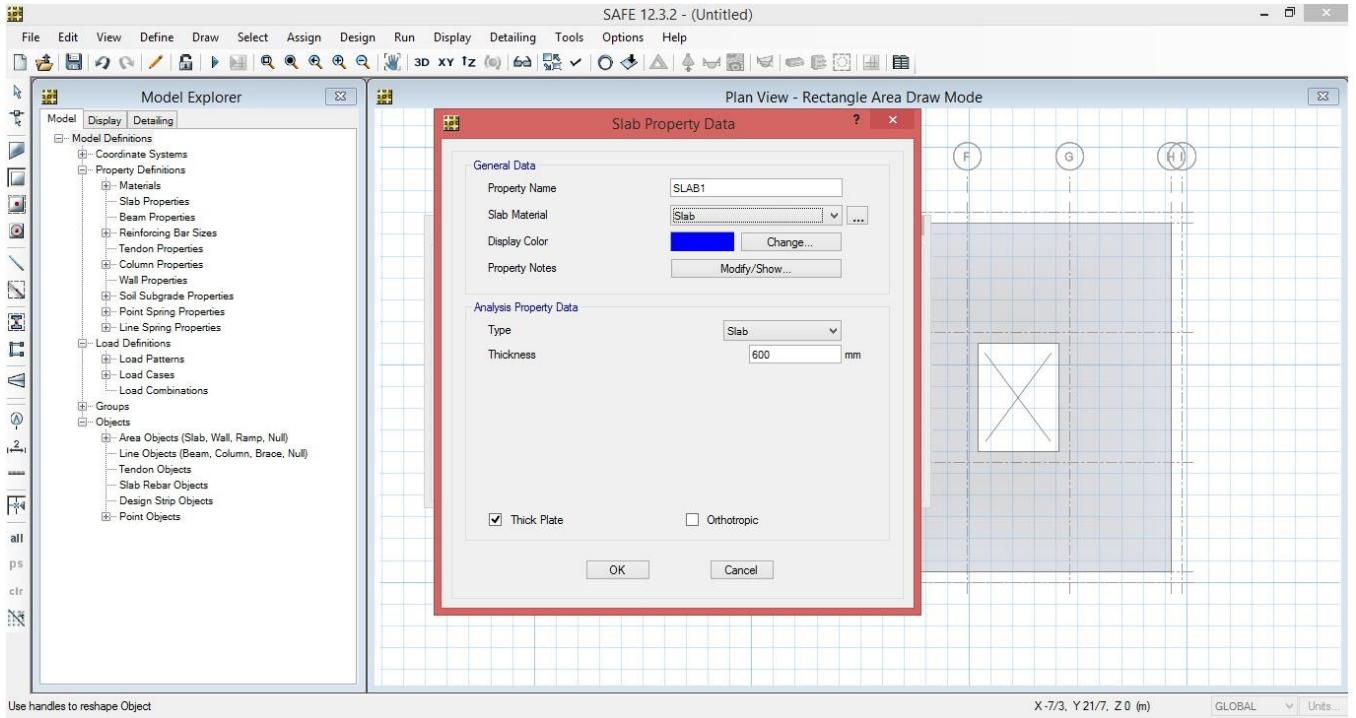 SAFE 12.3.2 - (Untitled)
File Edit View Define Draw Select Assign Design Run Display Detailing Tools Options Help
3D XY
all
ps
clr
Model Explorer
Model Display Detailing
Model Definitions
Coordinate Systems
Property Definitions
Materials
Slab Properties
Beam Properties
Reinforcing Bar Sizes
Tendon Properties
Column Properties
Wall Properties
Soil Subgrade Properties
Point Spring Properties
Line Spring Properties
Load Definitions
Load Patterns
Load Cases
Load Combinations
Groups
Objects
Area Objects (Slab, Wall, Ramp, Null)
Line Objects (Beam, Column, Brace, Null)
Tendon Objects
Slab Rebar Objects
Design Strip Objects
Point Objects
Plan View - Rectangle Area Draw Mode
F G H I
Slab Property Data ?
General Data
Property Name SLAB1
Slab Material Slab ...
Display Color Change...
Property Notes Modify/Show...
Analysis Property Data
Type Slab
Thickness 600 mm
Thick Plate Orthotropic
OK Cancel
Use handles to reshape Object X -7/3, Y 21/7, Z 0 (m) GLOBAL Units...